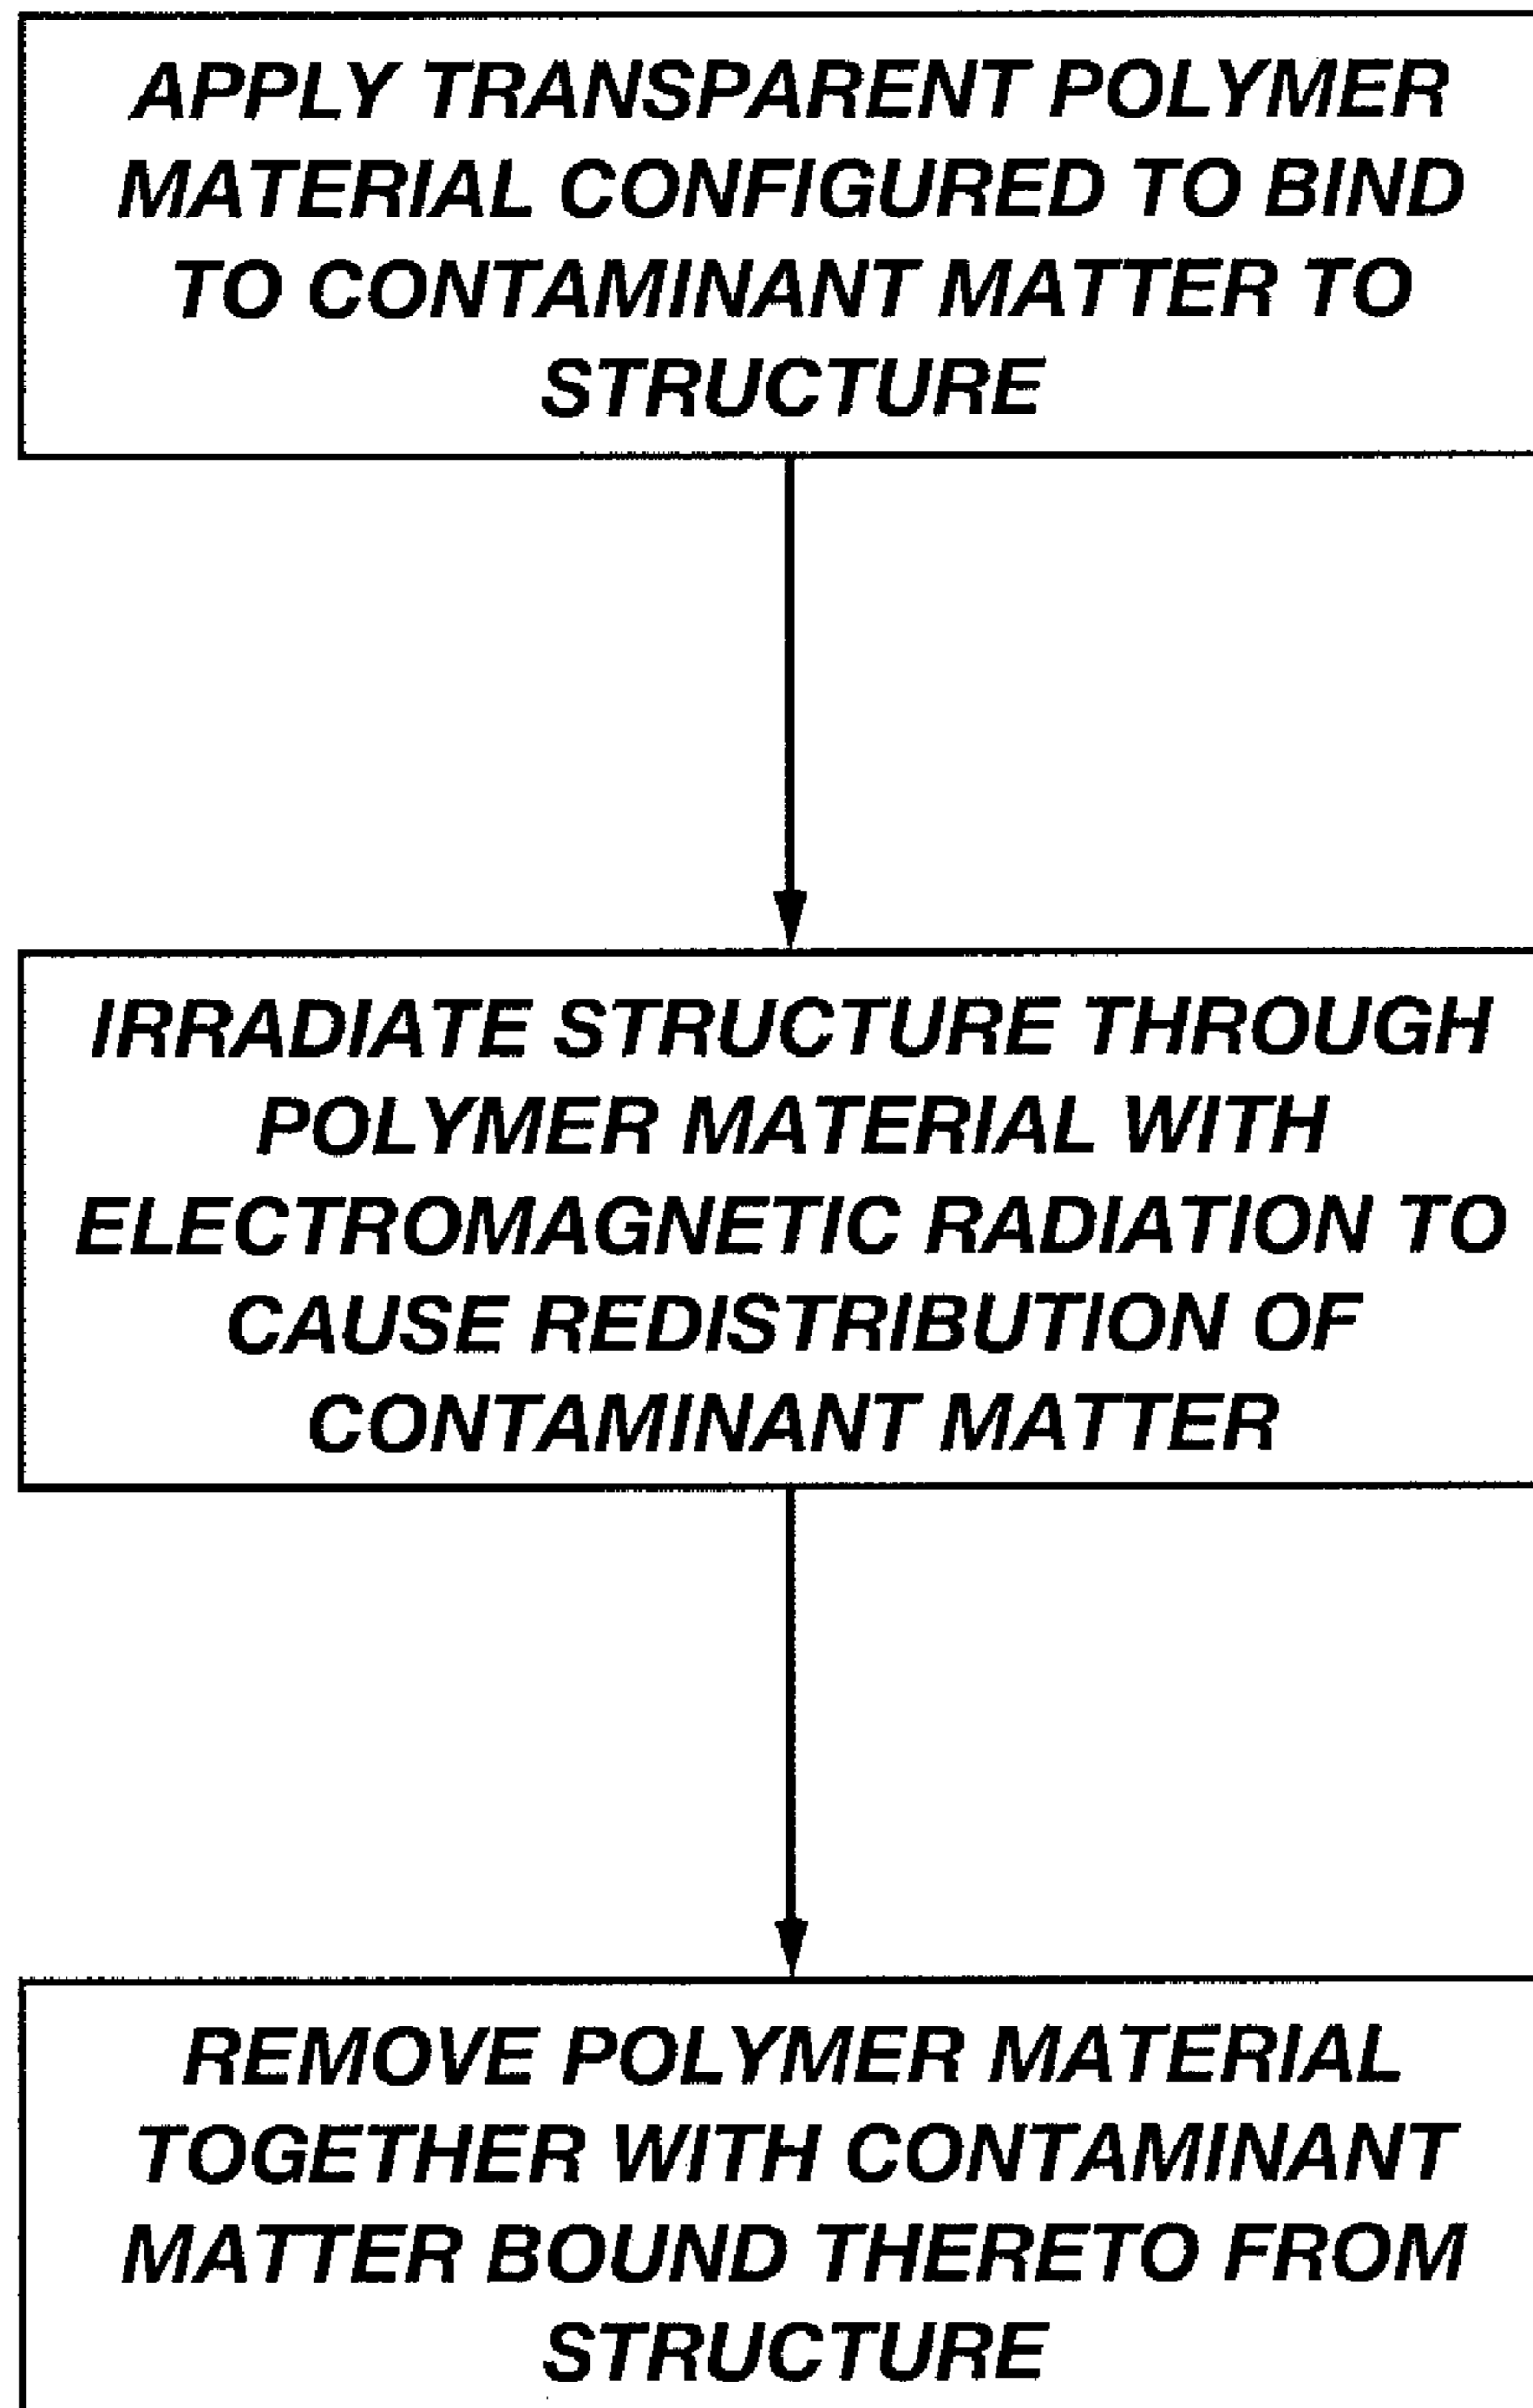 APPLY TRANSPARENT POLYMER
MATERIAL CONFIGURED TO BIND
TO CONTAMINANT MATTER TO
STRUCTURE
IRRADIATE STRUCTURE THROUGH
POLYMER MATERIAL WITH
ELECTROMAGNETIC RADIATION TO
CAUSE REDISTRIBUTION OF
CONTAMINANT MATTER
REMOVE POLYMER MATERIAL
TOGETHER WITH CONTAMINANT
MATTER BOUND THERETO FROM
STRUCTURE